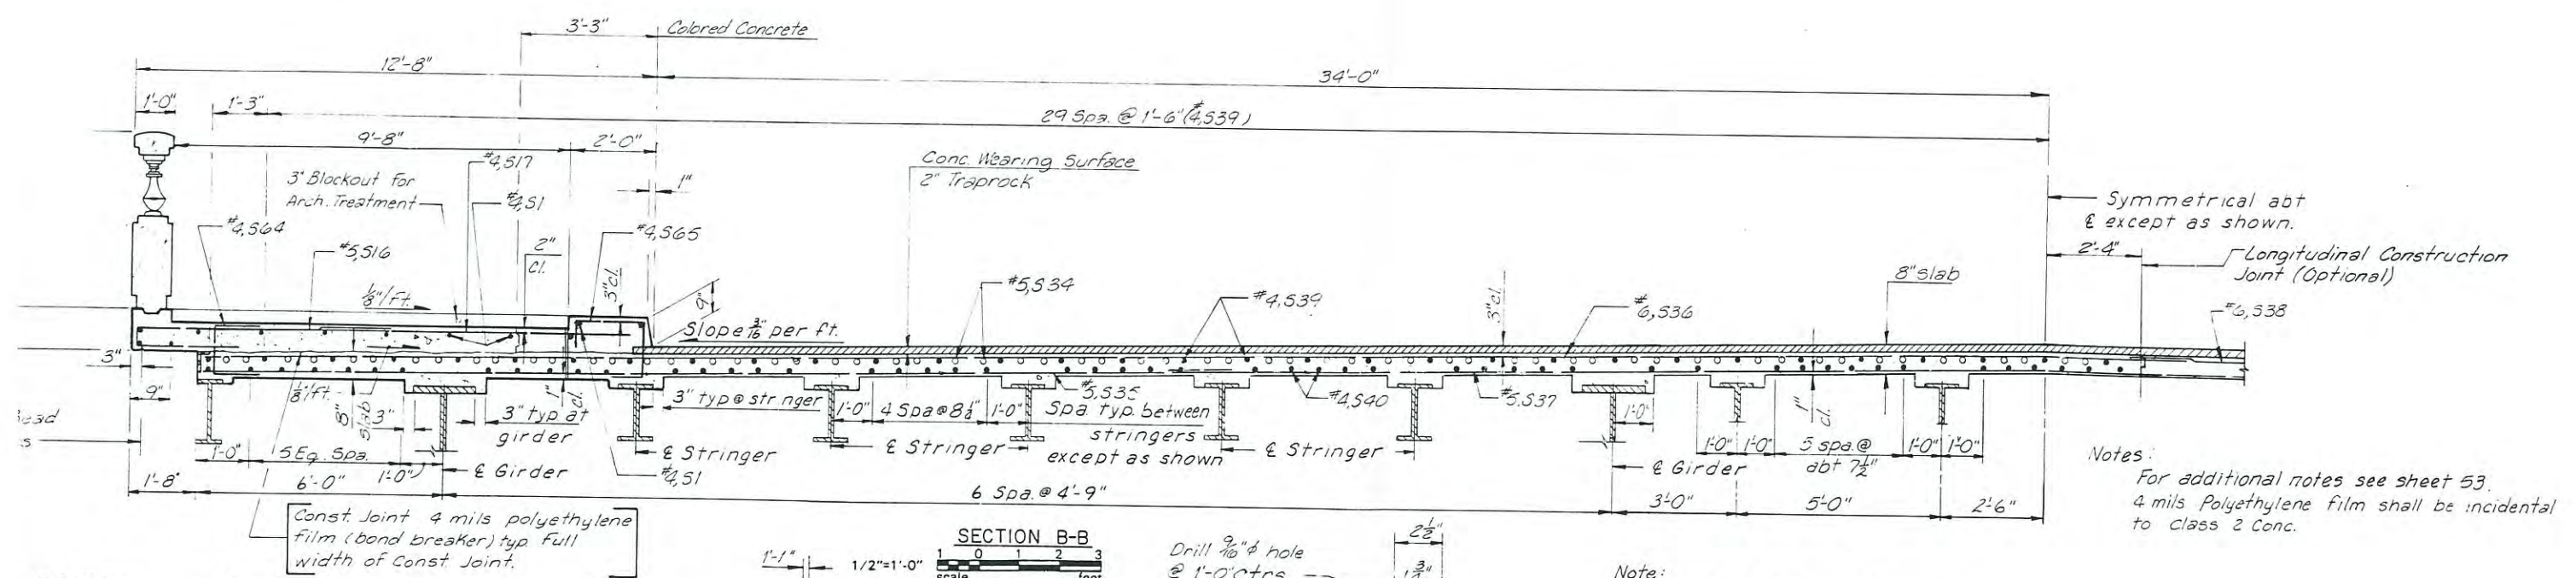 3'-3"
Colored Concrete
12'-8"
34'-0"
1'-0"
1'-3"
29 Spa. @ 1'-6" (#4,S39)
9'-8"
2'-0"
#4,S17
Conc. Wearing Surface
2" Traprock
3" Blockout for
Arch. Treatment
#4,S1
1"
Symmetrical abt
℄ except as shown.
#4,S64
#5,S16
2"
cl.
#4,S65
3"cl.
9"
2'-4"
Longitudinal Construction
Joint (Optional)
8" slab
#5,S34
#4,S39
3"cl.
#6,S36
#6,S38
1/8"/Ft.
Slope 3/16" per ft.
3"
9"
1/8"/ft.
8"
slab
3"
3" typ at
girder
1"
cl.
3" typ @ stringer
1'-0"
4 Spa @ 8 1/4"
1'-0"
#5,S35
Spa. typ. between
stringers
except as shown
#4,S40
#5,S37
1'-0"
1"
cl.
1'-0"
5 Eq. Spa.
1'-0"
℄ Girder
℄ Stringer
#4,S1
℄ Stringer
℄ Stringer
℄ Girder
1'-0"
1'-0"
5 spa. @
abt 7 1/2"
1'-0"
1'-0"
1'-8"
6'-0"
6 Spa. @ 4'-9"
3'-0"
5'-0"
2'-6"
Notes:
For additional notes see sheet 53.
4 mils Polyethylene film shall be incidental
to class 2 Conc.
Const. Joint 4 mils polyethylene
film (bond breaker) typ. Full
width of Const. Joint.
SECTION B-B
1'-1"
1/2"=1'-0"
1 0 1 2 3
scale feet
Drill 9/16"φ hole
@ 1'-0" ctrs.
2 1/2"
1 3/4"
Note: